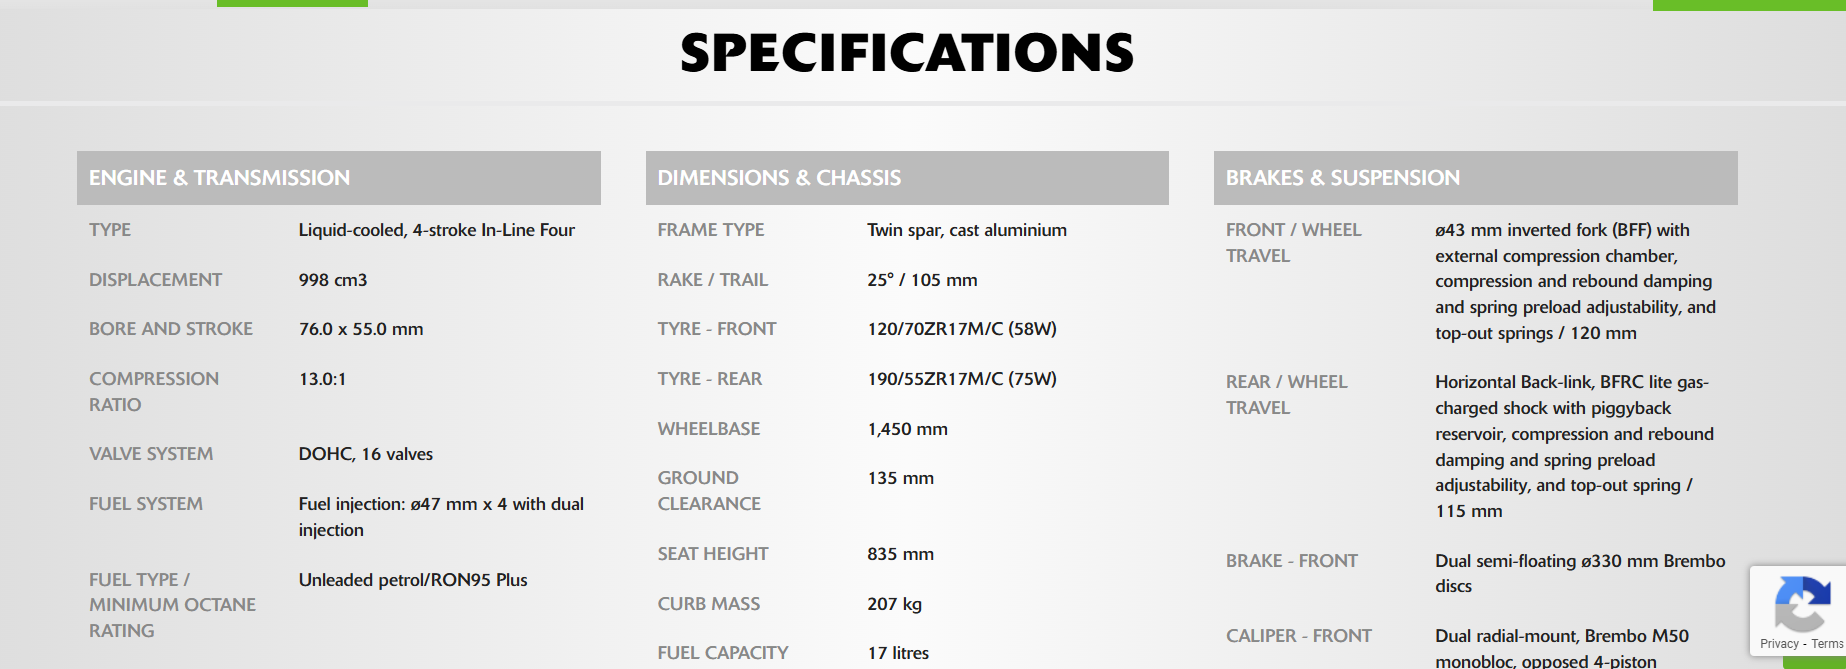 SPECIFICATIONS
ENGINE & TRANSMISSION
TYPE
Liquid-cooled, 4-stroke In-Line Four
DISPLACEMENT
998 cm3
BORE AND STROKE
76.0 x 55.0 mm
COMPRESSION
RATIO
13.0:1
VALVE SYSTEM
DOHC, 16 valves
FUEL SYSTEM
Fuel injection: ø47 mm x 4 with dual
injection
FUEL TYPE /
MINIMUM OCTANE
RATING
Unleaded petrol/RON95 Plus
DIMENSIONS & CHASSIS
FRAME TYPE
Twin spar, cast aluminium
RAKE / TRAIL
25° / 105 mm
TYRE - FRONT
120/70ZR17M/C (58W)
TYRE - REAR
190/55ZR17M/C (75W)
WHEELBASE
1,450 mm
GROUND
CLEARANCE
135 mm
SEAT HEIGHT
835 mm
CURB MASS
207 kg
FUEL CAPACITY
17 litres
BRAKES & SUSPENSION
FRONT / WHEEL
TRAVEL
ø43 mm inverted fork (BFF) with
external compression chamber,
compression and rebound damping
and spring preload adjustability, and
top-out springs / 120 mm
REAR / WHEEL
TRAVEL
Horizontal Back-link, BFRC lite gas-
charged shock with piggyback
reservoir, compression and rebound
damping and spring preload
adjustability, and top-out spring /
115 mm
BRAKE - FRONT
Dual semi-floating ø330 mm Brembo
discs
CALIPER - FRONT
Dual radial-mount, Brembo M50
monobloc, opposed 4-piston
Privacy - Terms